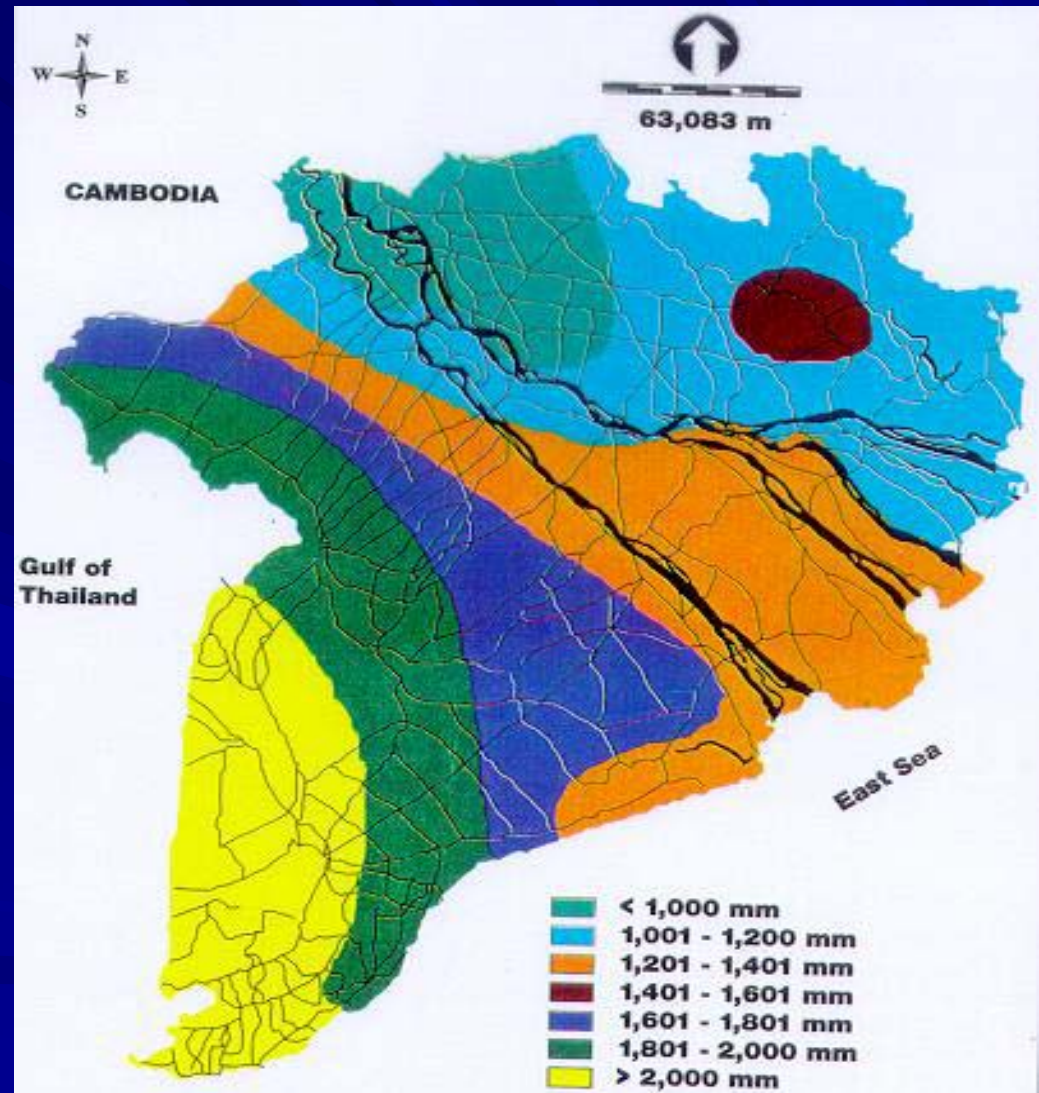 N
W E
S
63,083 m
CAMBODIA
Gulf of
Thailand
East Sea
< 1,000 mm
1,001 - 1,200 mm
1,201 - 1,401 mm
1,401 - 1,601 mm
1,601 - 1,801 mm
1,801 - 2,000 mm
> 2,000 mm